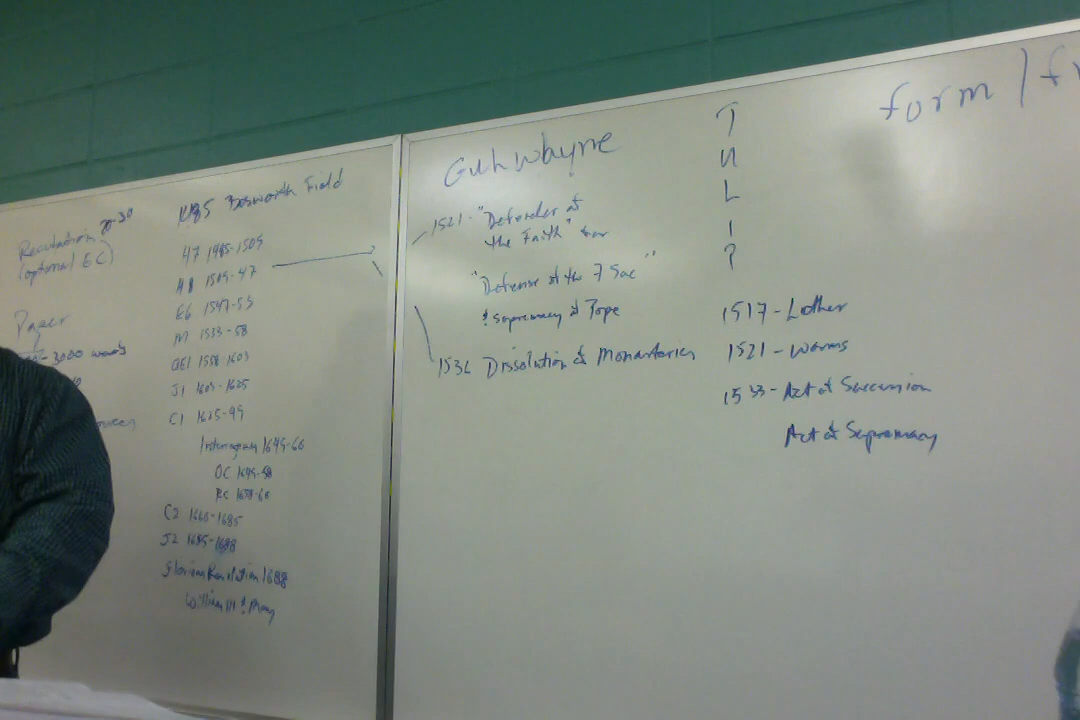 Recitation 20-30
(optional EC)
Paper
3000 words
1485 Bosworth Field
H7 1485-1509
H8 1509-47
E6 1547-53
M 1553-58
QE1 1558 1603
J1 1603-1625
C1 1625-49
Interregnum 1649-60
OC 1649-58
RC 1658-60
C2 1660-1685
J2 1685-1688
Glorious Revolution 1688
William III & Mary
Guh Wbayne
1521- "Defender of
the Faith" for
"Defense of the 7 Sac"
& Supremacy of Pope
1536 Dissolution of Monasteries
T
U
L
I
P
1517- Luther
1521- Worms
1533- Act of Succession
Act of Supremacy
form / fr